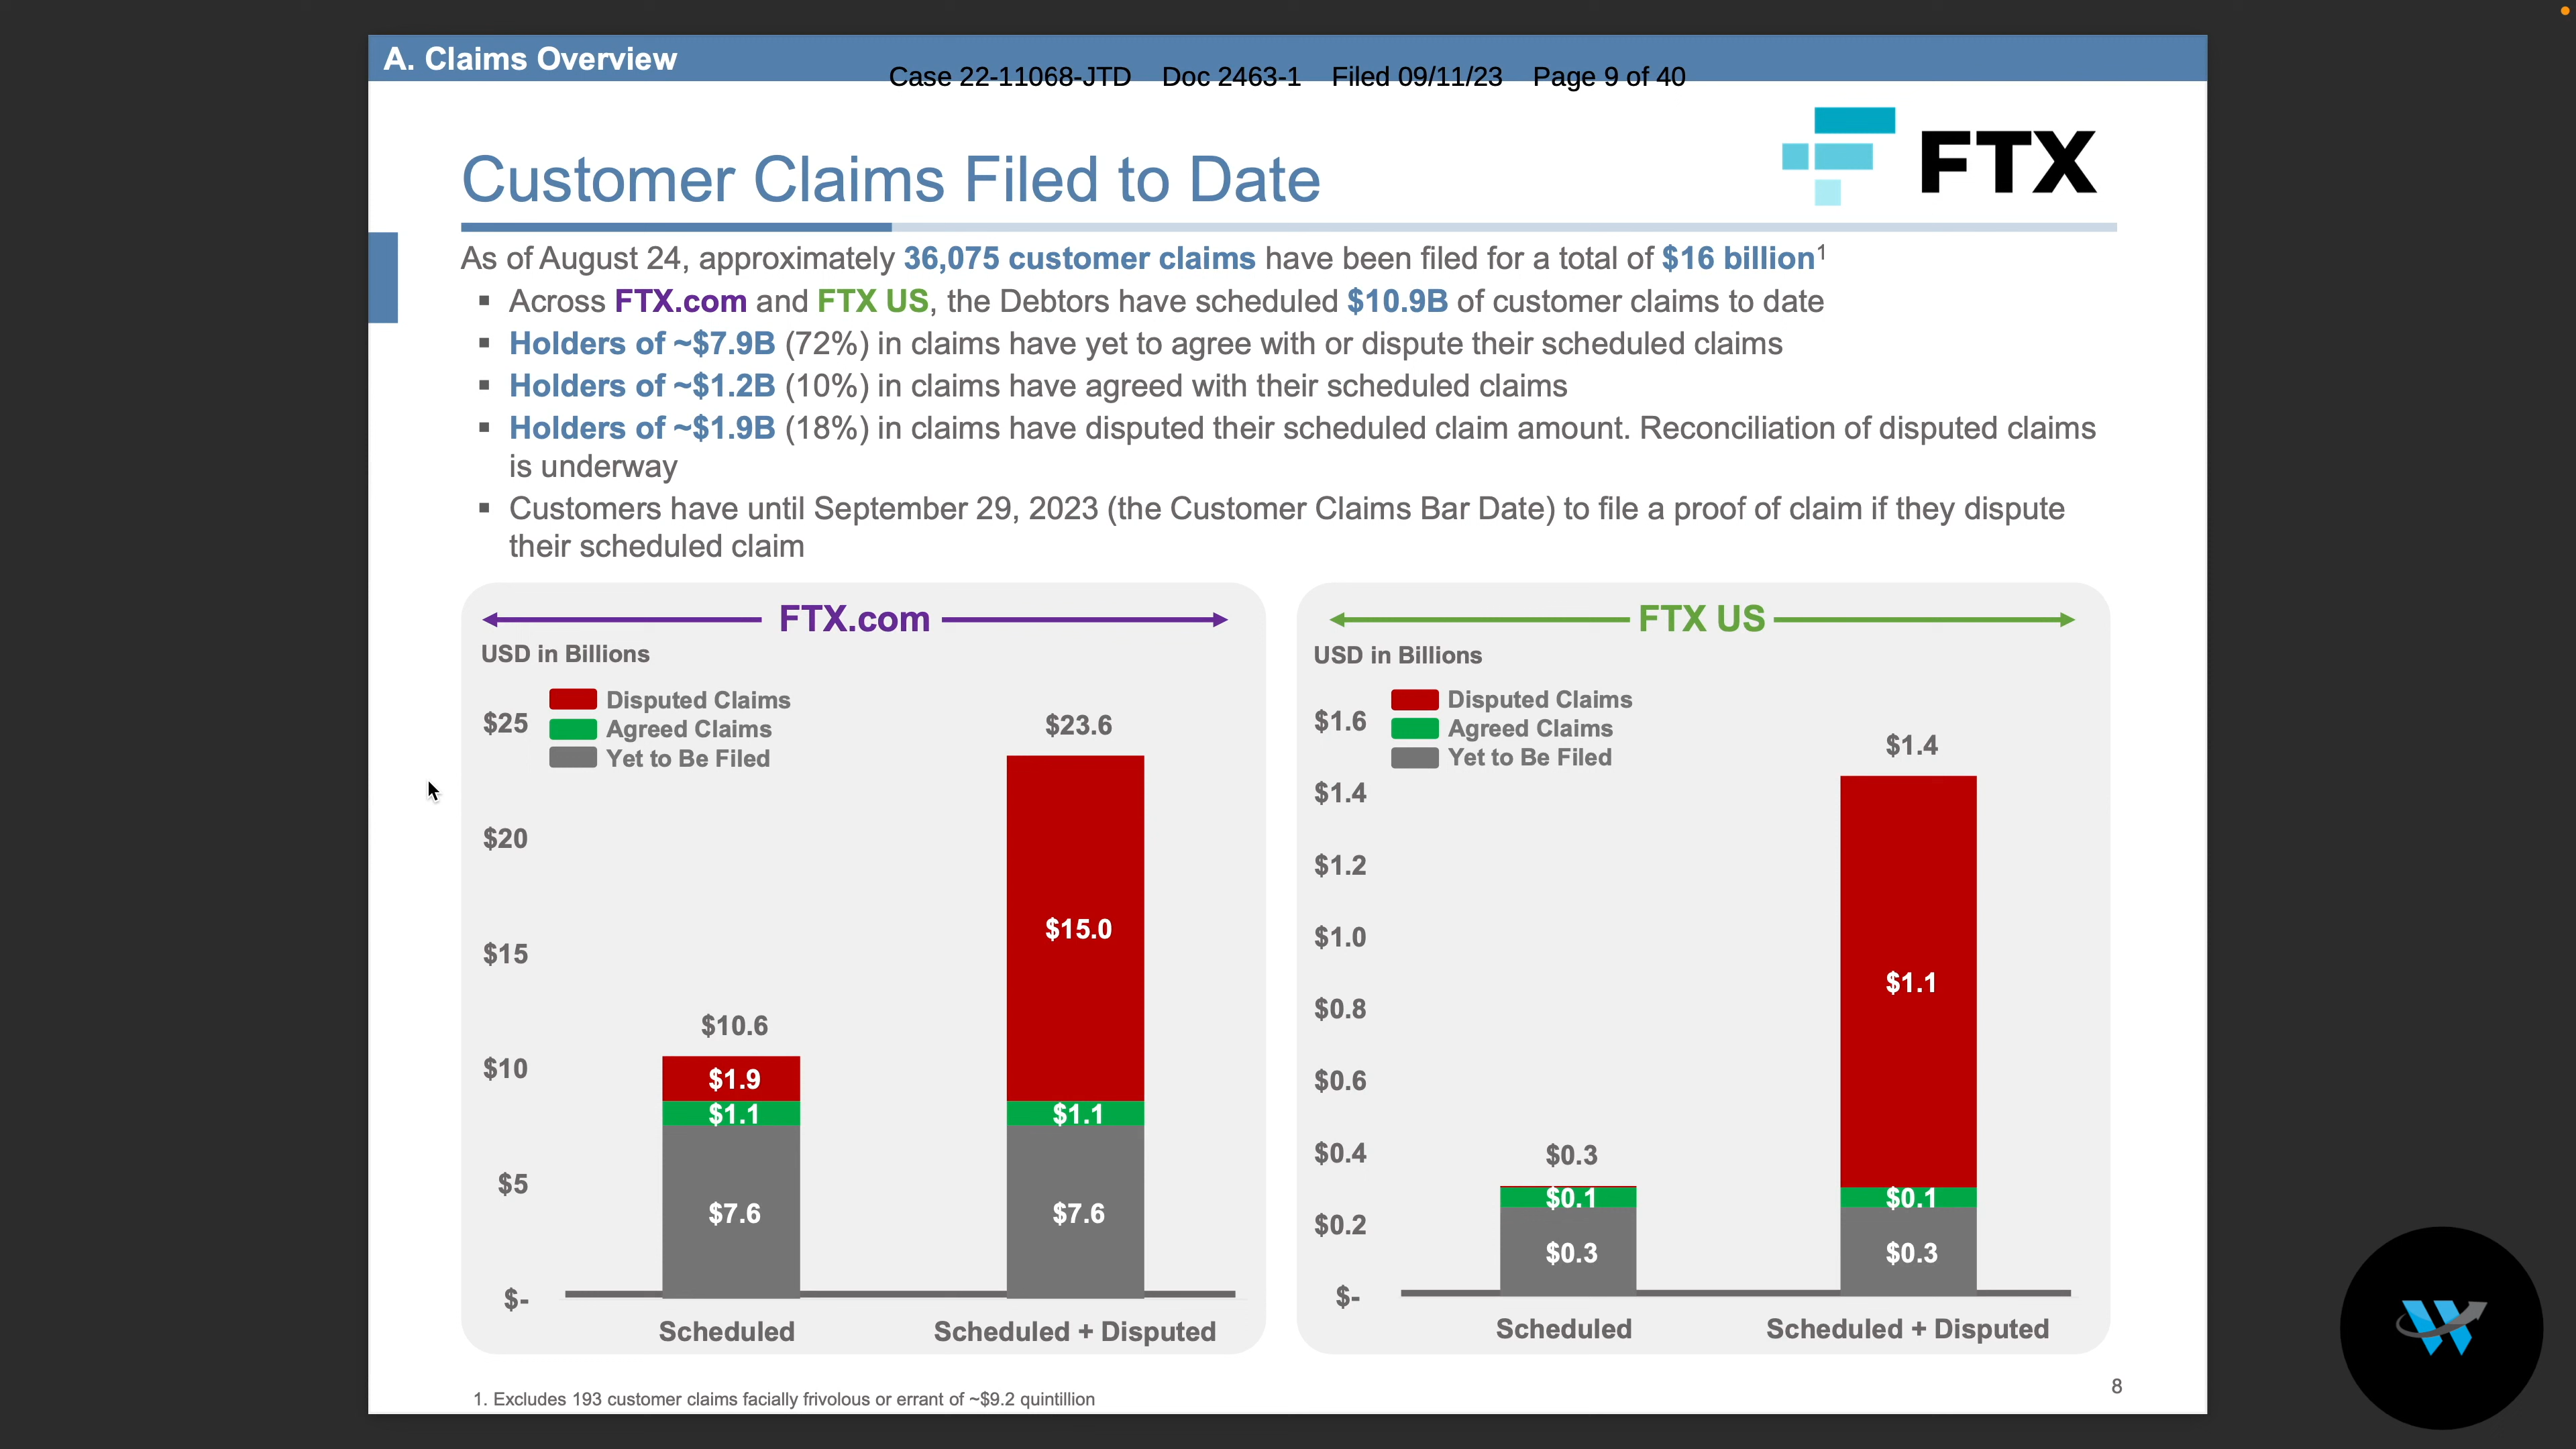 A. Claims Overview
Case 22-11068-JTD Doc 2463-1 Filed 09/11/23 Page 9 of 40
FTX
Customer Claims Filed to Date
As of August 24, approximately 36,075 customer claims have been filed for a total of $16 billion1
▪ Across FTX.com and FTX US, the Debtors have scheduled $10.9B of customer claims to date
▪ Holders of ~$7.9B (72%) in claims have yet to agree with or dispute their scheduled claims
▪ Holders of ~$1.2B (10%) in claims have agreed with their scheduled claims
▪ Holders of ~$1.9B (18%) in claims have disputed their scheduled claim amount. Reconciliation of disputed claims
is underway
▪ Customers have until September 29, 2023 (the Customer Claims Bar Date) to file a proof of claim if they dispute
their scheduled claim
FTX.com
USD in Billions
Disputed Claims
Agreed Claims
Yet to Be Filed
$25
$20
$15
$10
$5
$-
$10.6
$1.9
$1.1
$7.6
$23.6
$15.0
$1.1
$7.6
Scheduled
Scheduled + Disputed
FTX US
USD in Billions
Disputed Claims
Agreed Claims
Yet to Be Filed
$1.6
$1.4
$1.2
$1.0
$0.8
$0.6
$0.4
$0.2
$-
$0.3
$0.1
$0.3
$1.4
$1.1
$0.1
$0.3
Scheduled
Scheduled + Disputed
1. Excludes 193 customer claims facially frivolous or errant of ~$9.2 quintillion
8
W